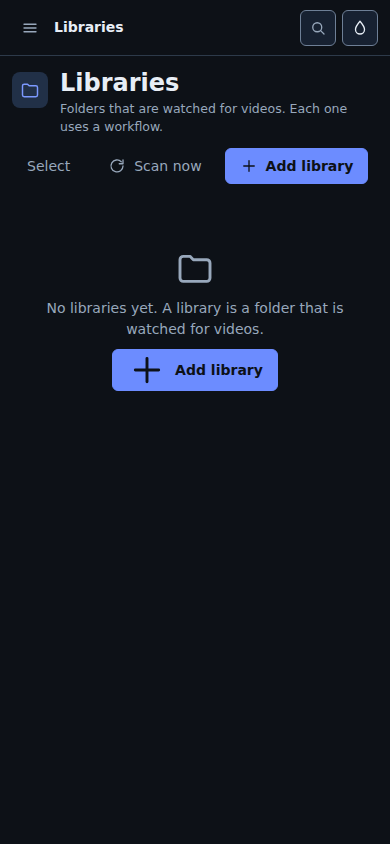 Libraries
Libraries
Folders that are watched for videos. Each one
uses a workflow.
Select
Scan now
Add library
No libraries yet. A library is a folder that is
watched for videos.
Add library